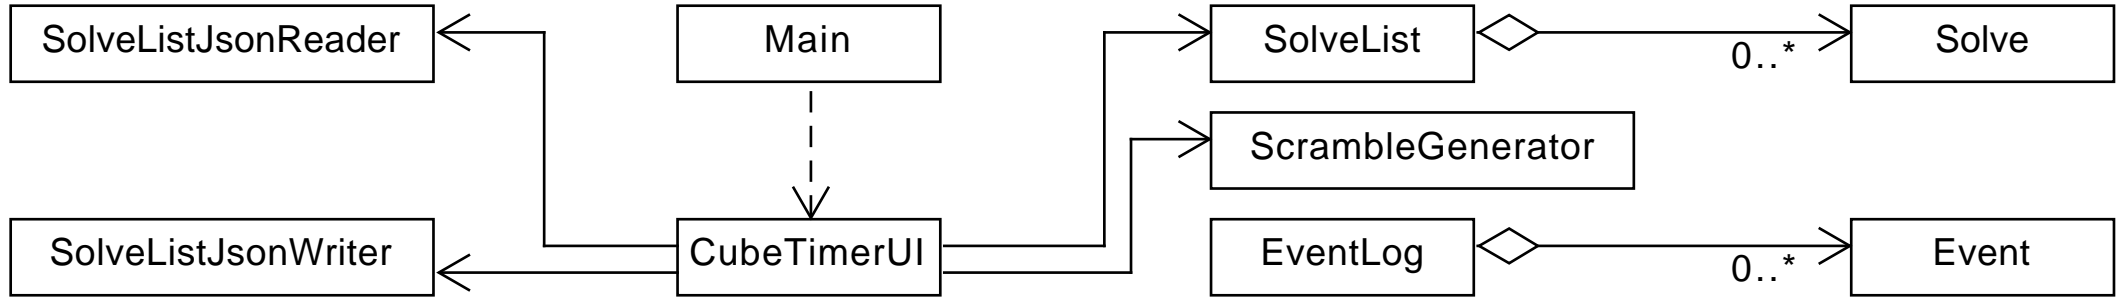 SolveListJsonReader
Main
SolveList
0..*
Solve
ScrambleGenerator
SolveListJsonWriter
CubeTimerUI
EventLog
0..*
Event